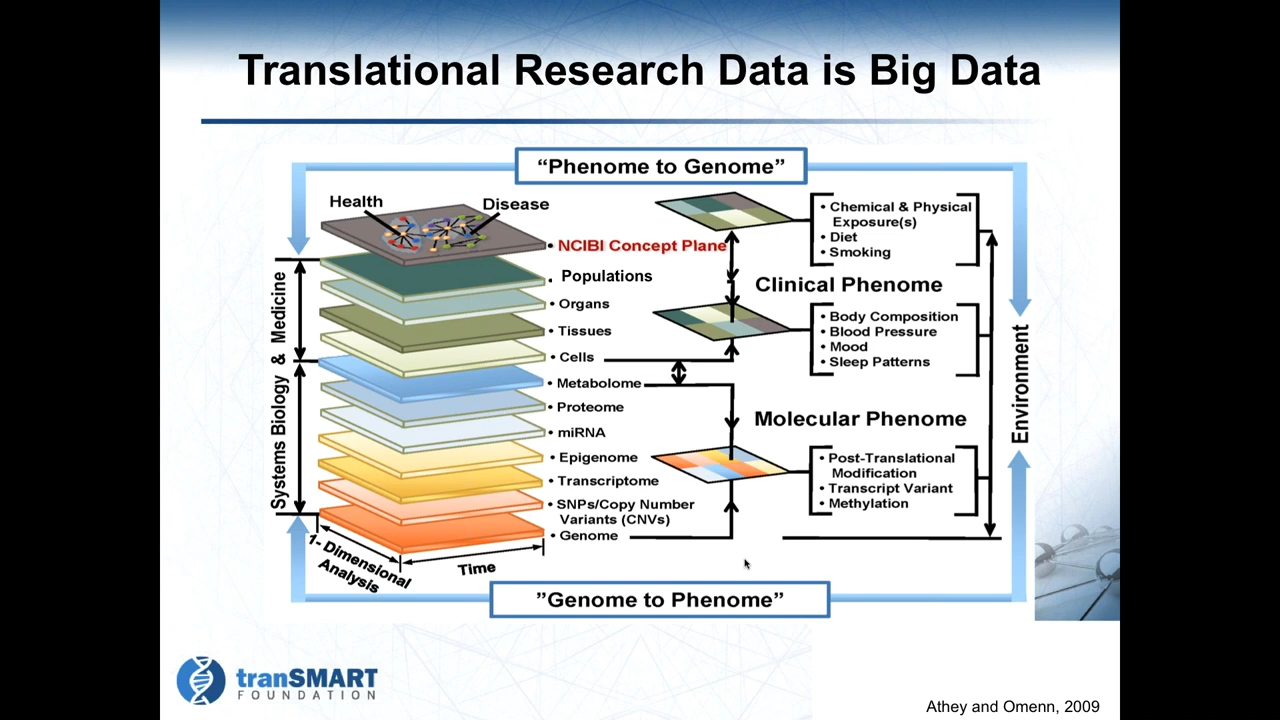 Translational Research Data is Big Data
“Phenome to Genome”
Health
Disease
• NCIBI Concept Plane
. Populations
• Organs
• Tissues
• Cells
• Metabolome
• Proteome
• miRNA
• Epigenome
• Transcriptome
• SNPs/Copy Number
Variants (CNVs)
• Genome
Systems Biology & Medicine
1- Dimensional
Analysis
Time
• Chemical & Physical
Exposure(s)
• Diet
• Smoking
Clinical Phenome
• Body Composition
• Blood Pressure
• Mood
• Sleep Patterns
Molecular Phenome
• Post-Translational
Modification
• Transcript Variant
• Methylation
Environment
”Genome to Phenome”
tranSMART
FOUNDATION
Athey and Omenn, 2009